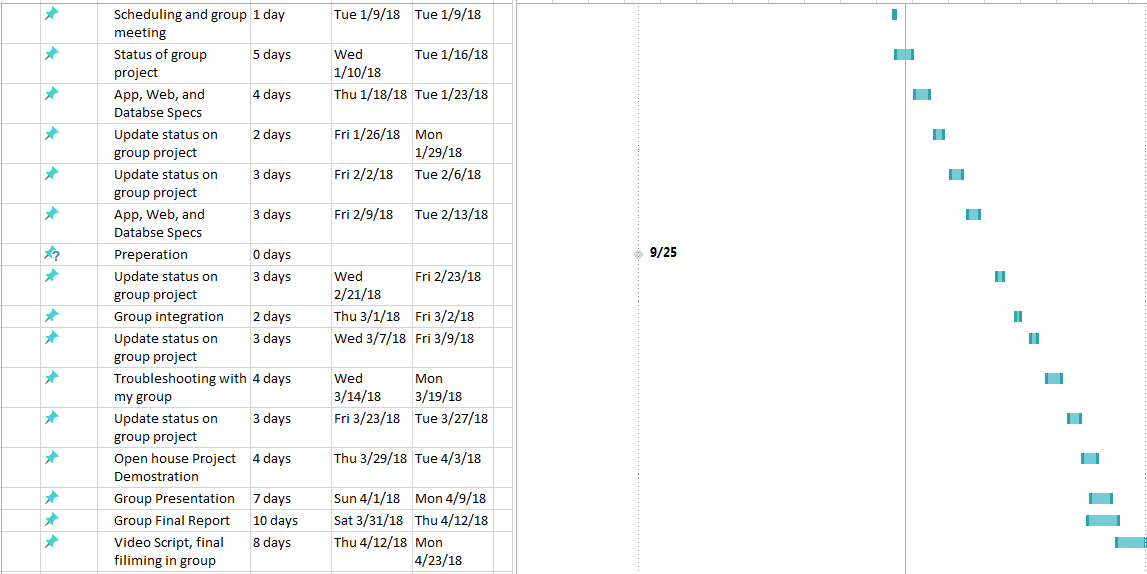 Scheduling and group 1 day Tue 1/9/18 Tue 1/9/18
meeting
Status of group 5 days Wed Tue 1/16/18
project 1/10/18
App, Web, and 4 days Thu 1/18/18 Tue 1/23/18
Databse Specs
Update status on 2 days Fri 1/26/18 Mon
group project 1/29/18
Update status on 3 days Fri 2/2/18 Tue 2/6/18
group project
App, Web, and 3 days Fri 2/9/18 Tue 2/13/18
Databse Specs
? Preperation 0 days 9/25
Update status on 3 days Wed Fri 2/23/18
group project 2/21/18
Group integration 2 days Thu 3/1/18 Fri 3/2/18
Update status on 3 days Wed 3/7/18 Fri 3/9/18
group project
Troubleshooting with 4 days Wed Mon
my group 3/14/18 3/19/18
Update status on 3 days Fri 3/23/18 Tue 3/27/18
group project
Open house Project 4 days Thu 3/29/18 Tue 4/3/18
Demostration
Group Presentation 7 days Sun 4/1/18 Mon 4/9/18
Group Final Report 10 days Sat 3/31/18 Thu 4/12/18
Video Script, final 8 days Thu 4/12/18 Mon
filiming in group 4/23/18